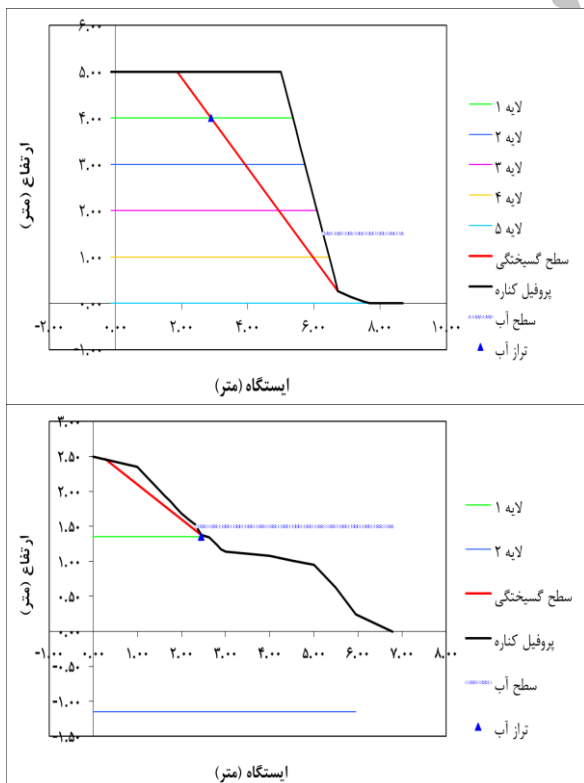 ۶.۰۰
۵.۰۰
۴.۰۰
۳.۰۰
۲.۰۰
۱.۰۰
۰.۰۰
-۱.۰۰
ارتفاع (متر)
-۲.۰۰ ۰.۰۰ ۲.۰۰ ۴.۰۰ ۶.۰۰ ۸.۰۰ ۱۰.۰۰
ایستگاه (متر)
لایه ۱
لایه ۲
لایه ۳
لایه ۴
لایه ۵
سطح گسیختگی
پروفیل کناره
سطح آب
تراز آب
۳.۰۰
۲.۵۰
۲.۰۰
۱.۵۰
۱.۰۰
۰.۵۰
۰.۰۰
-۰.۵۰
-۱.۰۰
-۱.۵۰
ارتفاع (متر)
-۱.۰۰ ۰.۰۰ ۱.۰۰ ۲.۰۰ ۳.۰۰ ۴.۰۰ ۵.۰۰ ۶.۰۰ ۷.۰۰ ۸.۰۰
ایستگاه (متر)
لایه ۱
لایه ۲
سطح گسیختگی
پروفیل کناره
سطح آب
تراز آب